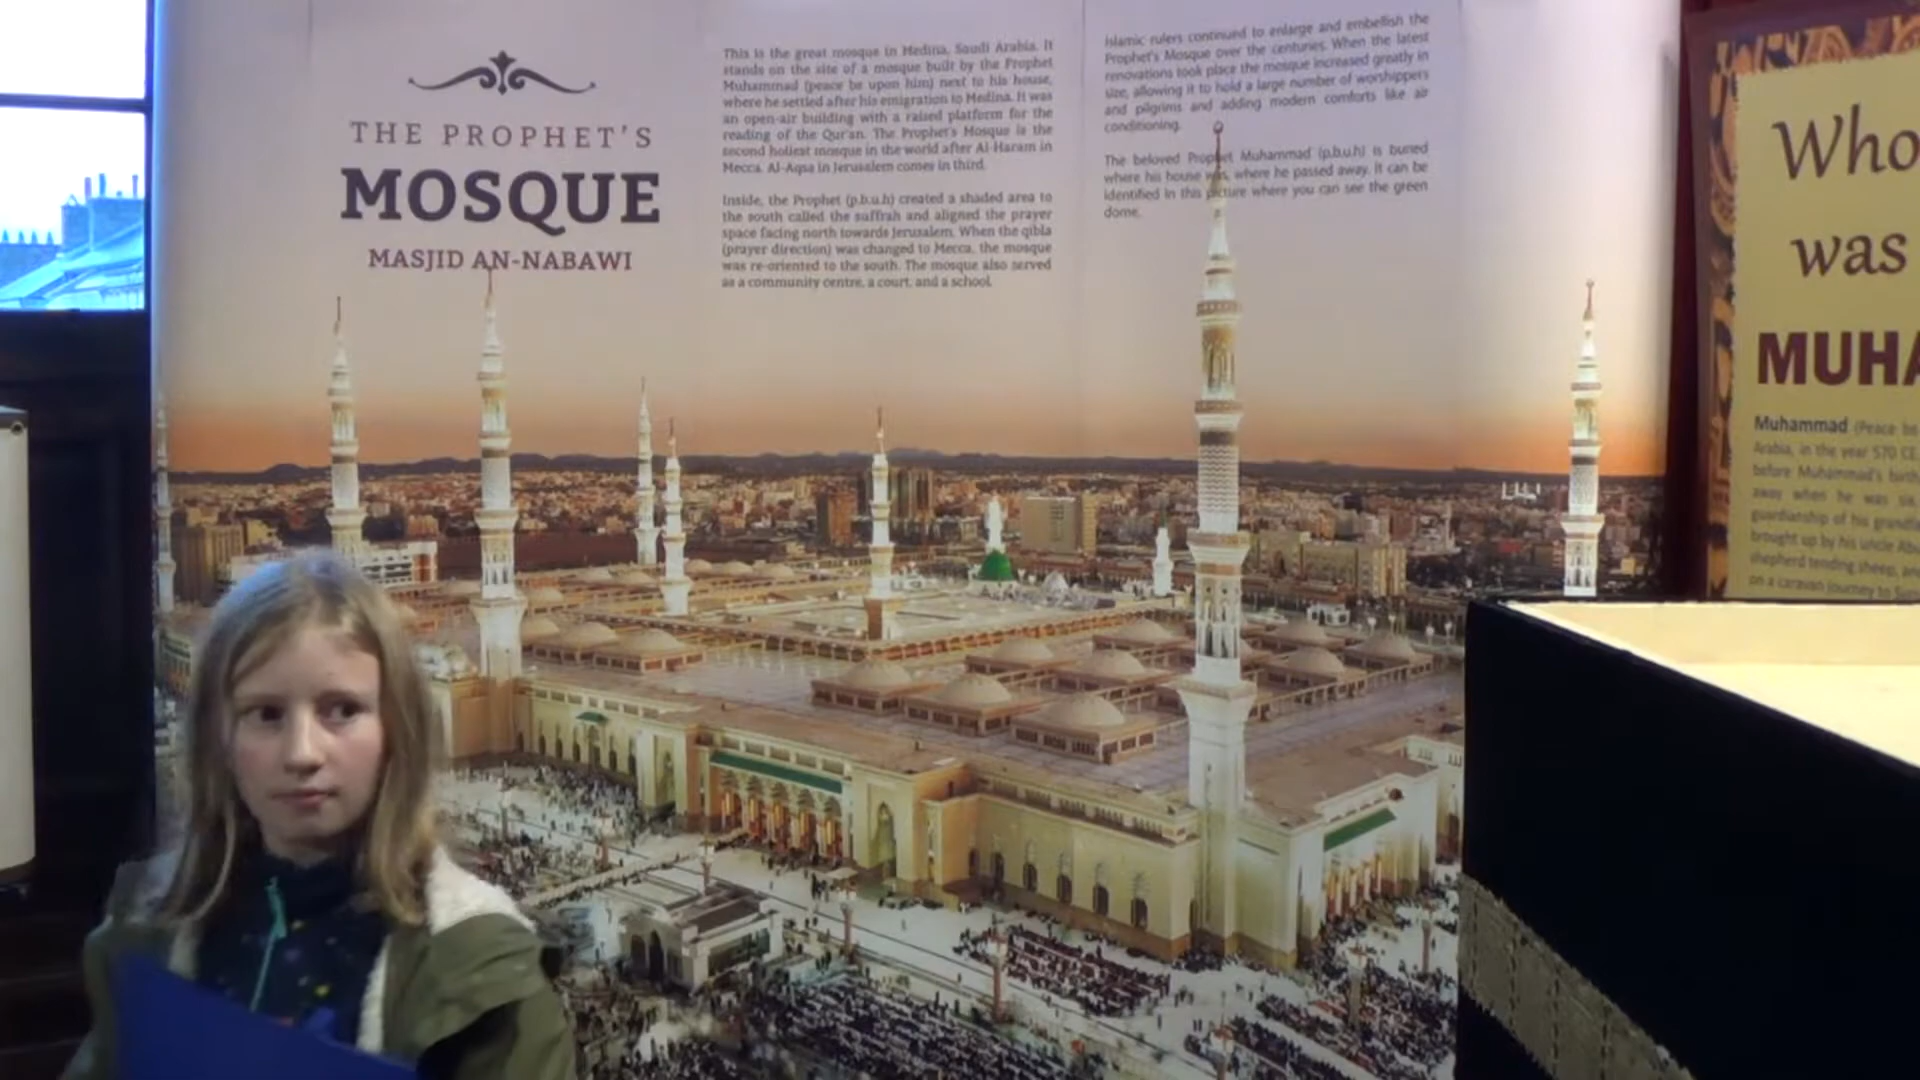 THE PROPHET'S
MOSQUE
MASJID AN-NABAWI
This is the great mosque in Medina, Saudi Arabia. It
stands on the site of a mosque built by the Prophet
Muhammad (peace be upon him) next to his house,
where he settled after his emigration to Medina. It was
an open-air building with a raised platform for the
reading of the Qur'an. The Prophet's Mosque is the
second holiest mosque in the world after Al-Haram in
Mecca. Al-Aqsa in Jerusalem comes in third.
Inside, the Prophet (p.b.u.h) created a shaded area to
the south called the suffrah and aligned the prayer
space facing north towards Jerusalem. When the qibla
(prayer direction) was changed to Mecca, the mosque
was re-oriented to the south. The mosque also served
as a community centre, a court, and a school.
Islamic rulers continued to enlarge and embellish the
Prophet's Mosque over the centuries. When the latest
renovations took place the mosque increased greatly in
size, allowing it to hold a large number of worshippers
and pilgrims and adding modern comforts like air
conditioning.
The beloved Prophet Muhammad (p.b.u.h) is buried
where his house was, where he passed away. It can be
identified in this picture where you can see the green
dome.
Who
was
MUHA
Muhammad (Peace be
Arabia, in the year 570 CE
before Muhammad's birth
away when he was six
guardianship of his grandfa
brought up by his uncle Abu
shepherd tending sheep, and
on a caravan journey to